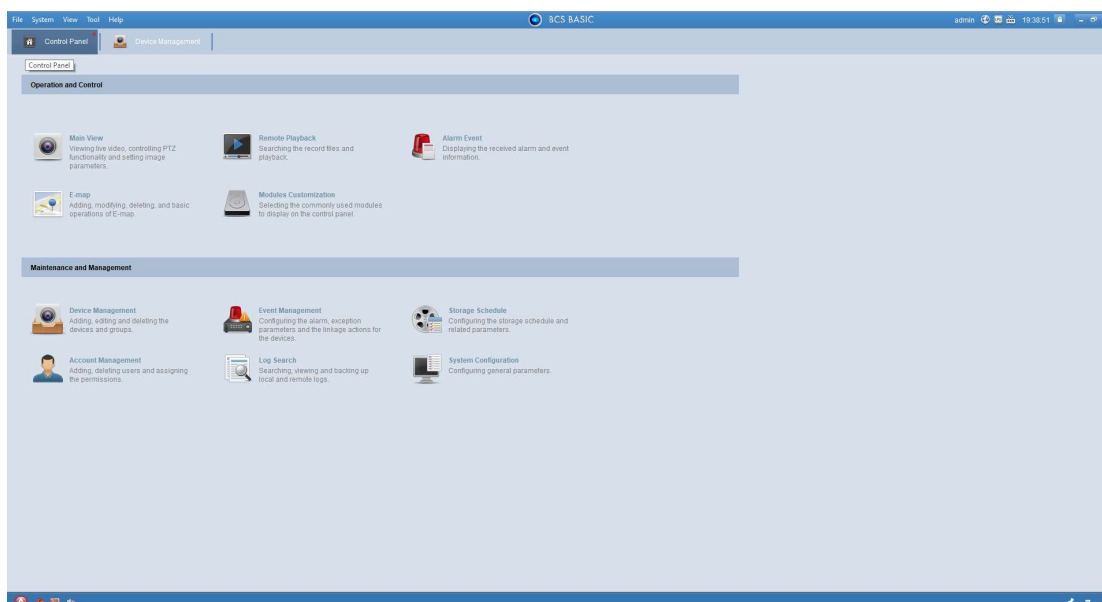 File System View Tool Help
BCS BASIC
admin 19:38:51
Control Panel
Device Management
Control Panel
Operation and Control
Main View
Viewing live video, controlling PTZ
functionality and setting image
parameters.
Remote Playback
Searching the record files and
playback.
Alarm Event
Displaying the received alarm and event
information.
E-map
Adding, modifying, deleting, and basic
operations of E-map.
Modules Customization
Selecting the commonly used modules
to display on the control panel.
Maintenance and Management
Device Management
Adding, editing and deleting the
devices and groups.
Event Management
Configuring the alarm, exception
parameters and the linkage actions for
the devices.
Storage Schedule
Configuring the storage schedule and
related parameters.
Account Management
Adding, deleting users and assigning
the permissions.
Log Search
Searching, viewing and backing up
local and remote logs.
System Configuration
Configuring general parameters.